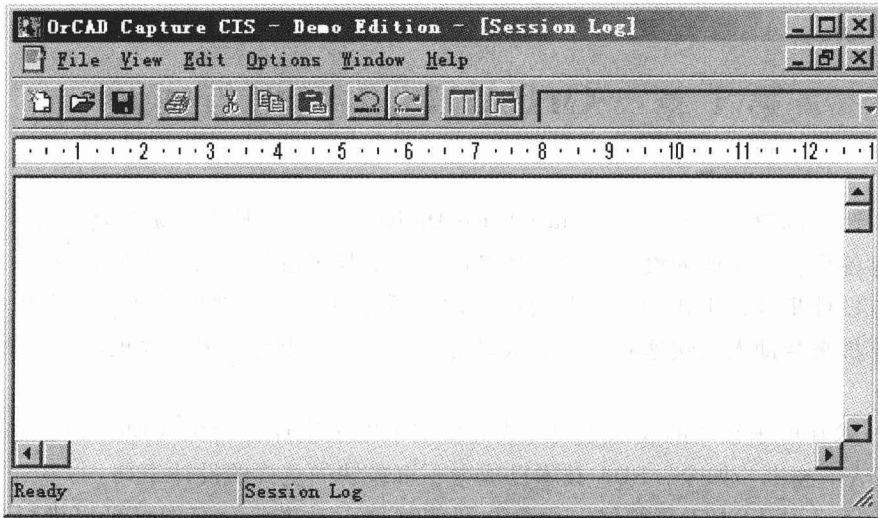 OrCAD Capture CIS - Demo Edition - [Session Log]
File View Edit Options Window Help
1 2 3 4 5 6 7 8 9 10 11 12 1
Ready Session Log